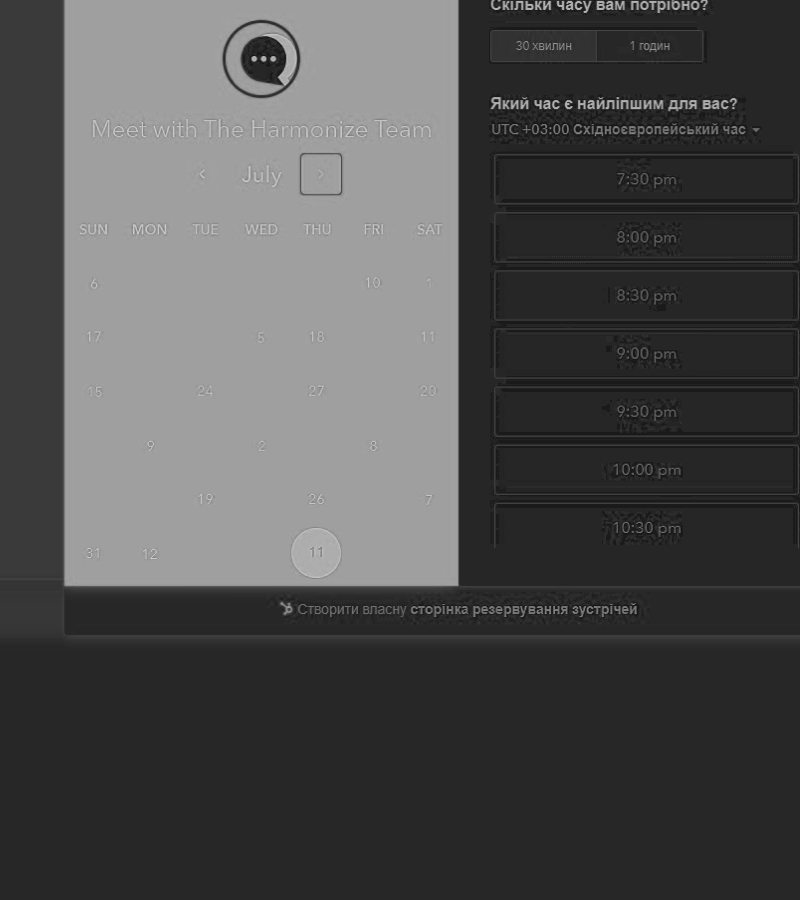 Meet with The Harmonize Team
July
SUN MON TUE WED THU FRI SAT
6 10 1
17 5 18 11
15 24 27 20
9 2 8
19 26 7
31 12 11
Скільки часу вам потрібно?
30 хвилин 1 годин
Який час є найліпшим для вас?
UTC +03:00 Східноєвропейський час
7:30 pm
8:00 pm
8:30 pm
9:00 pm
9:30 pm
10:00 pm
10:30 pm
Створити власну сторінка резервування зустрічей